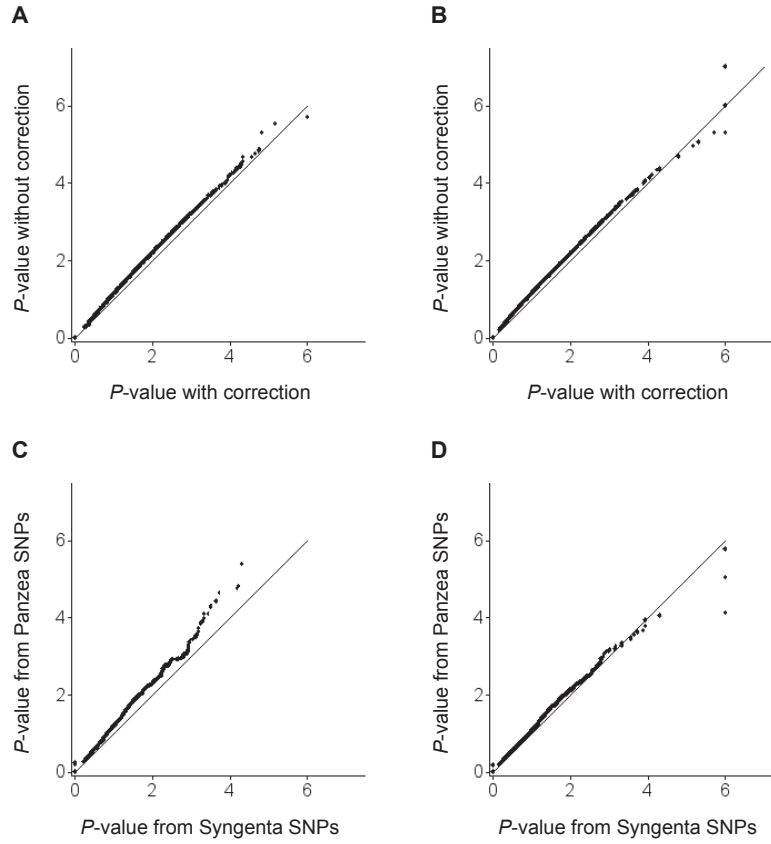 A
P-value without correction
6
4
2
0
0
2
4
6
P-value with correction
B
P-value without correction
6
4
2
0
0
2
4
6
P-value with correction
C
P-value from Panzea SNPs
6
4
2
0
0
2
4
6
P-value from Syngenta SNPs
D
P-value from Panzea SNPs
6
4
2
0
0
2
4
6
P-value from Syngenta SNPs